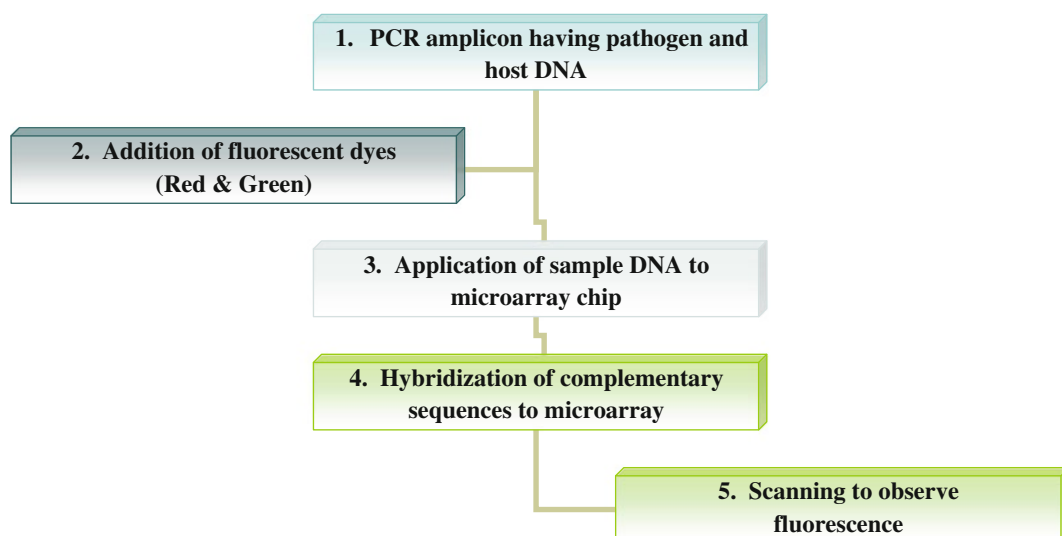 1. PCR amplicon having pathogen and
host DNA
2. Addition of fluorescent dyes
(Red & Green)
3. Application of sample DNA to
microarray chip
4. Hybridization of complementary
sequences to microarray
5. Scanning to observe
fluorescence